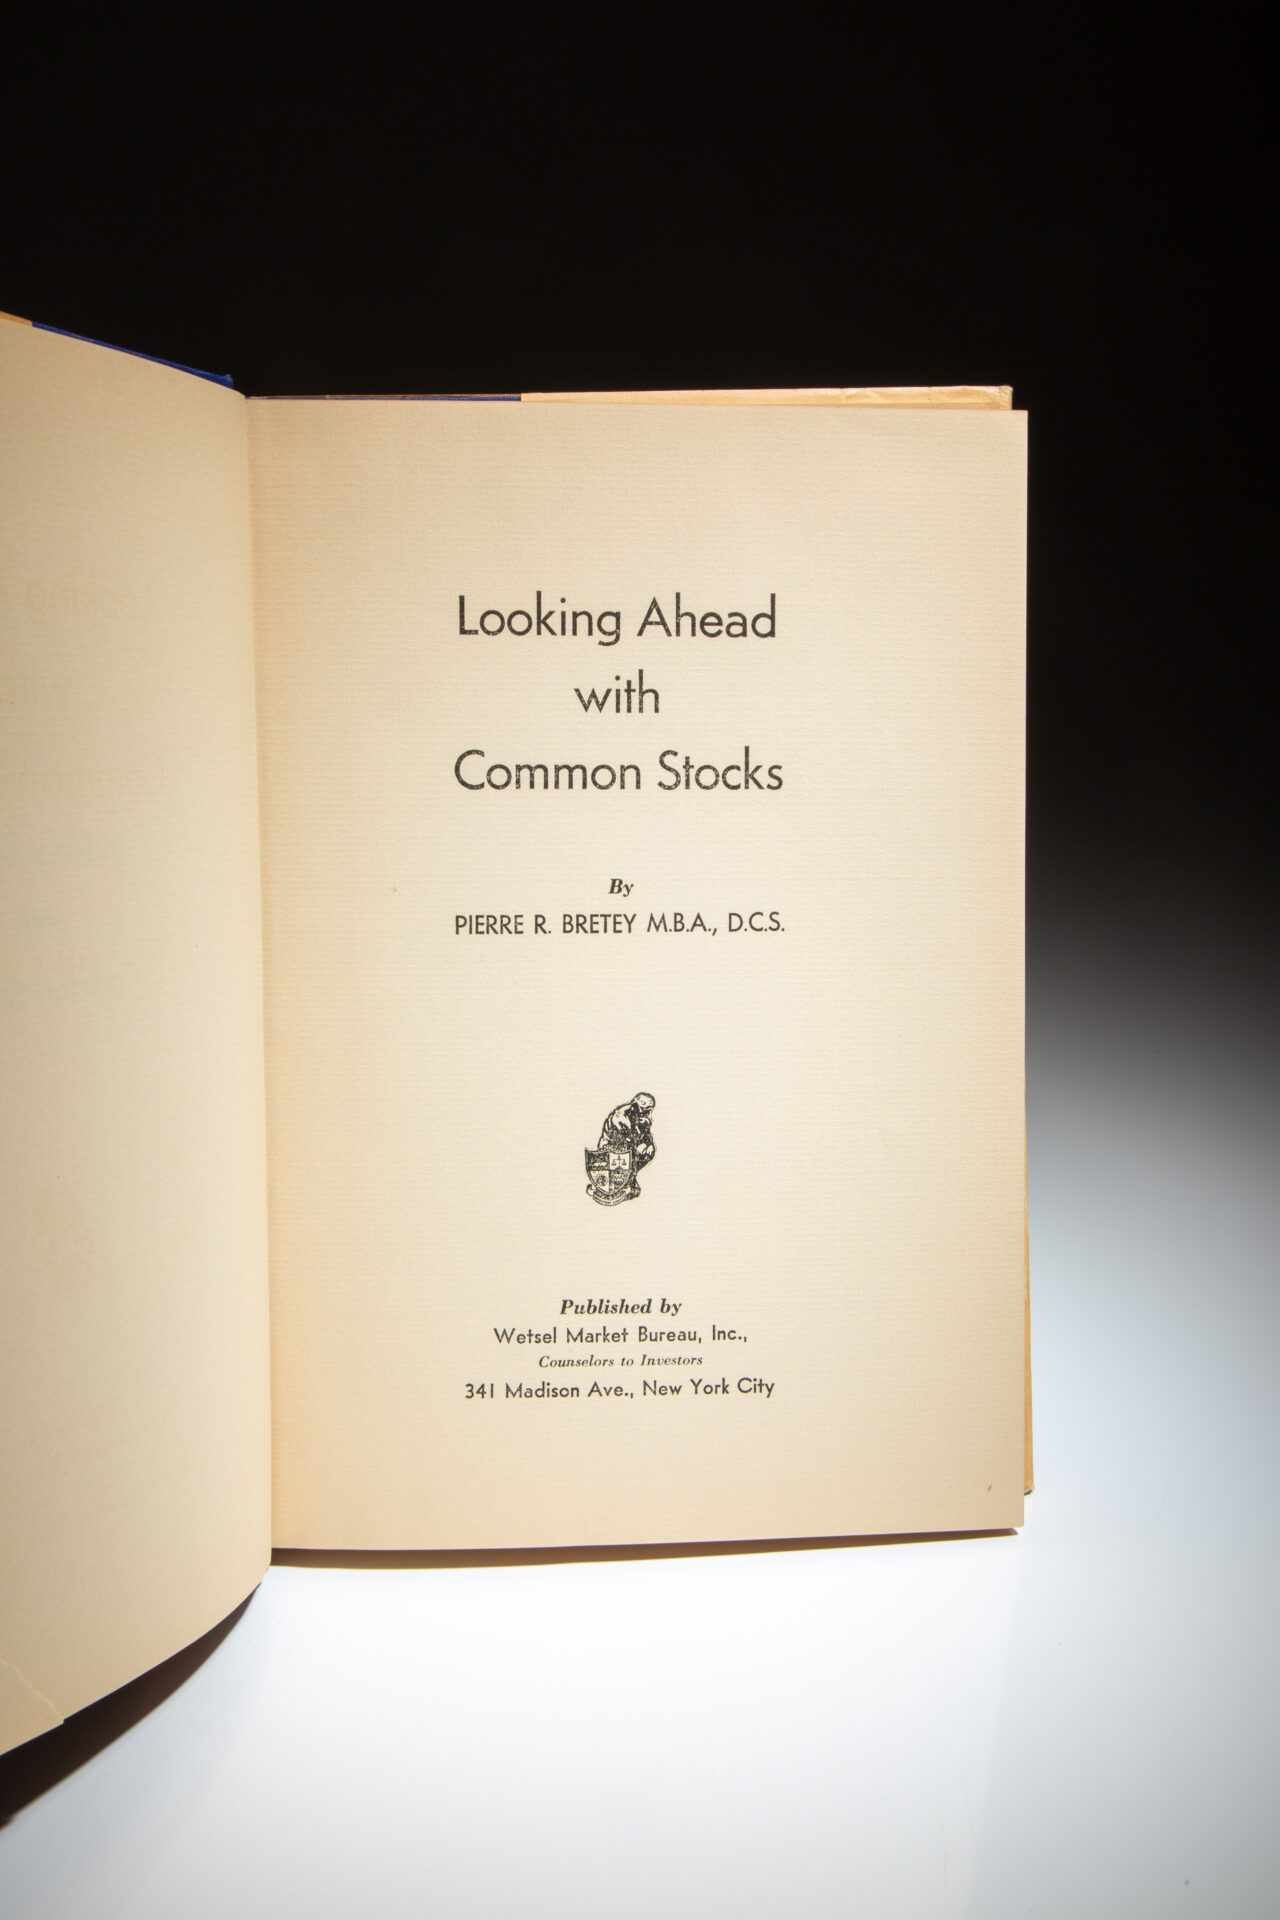 Looking Ahead
with
Common Stocks
By
PIERRE R. BRETEY M.B.A., D.C.S.
Published by
Wetsel Market Bureau, Inc.,
Counselors to Investors
341 Madison Ave., New York City